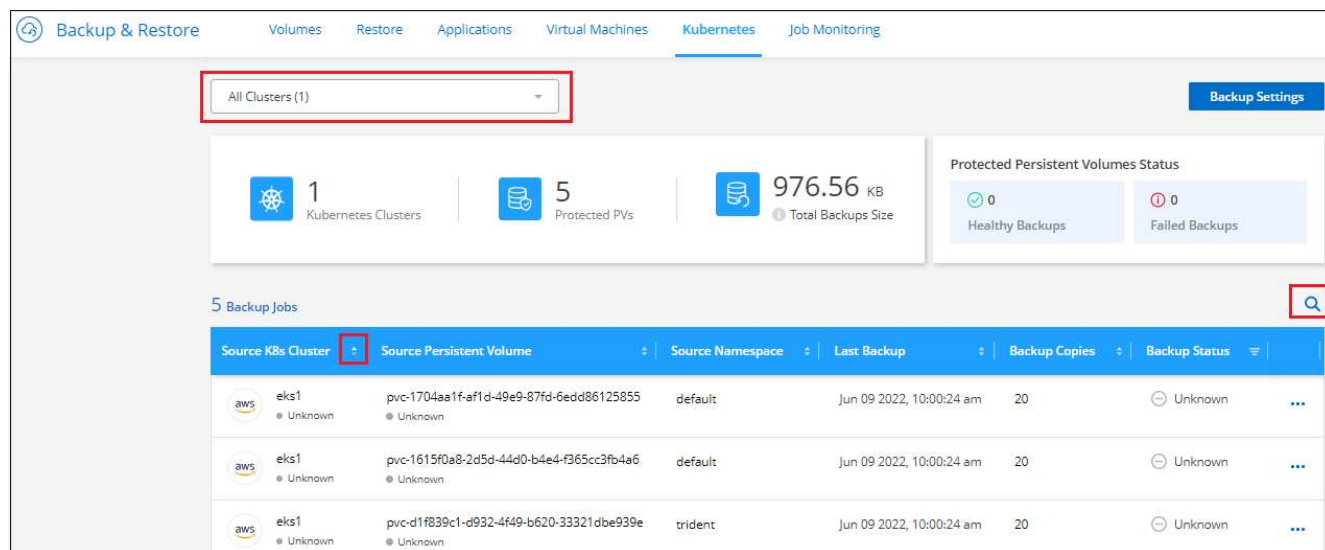 Backup & Restore Volumes Restore Applications Virtual Machines Kubernetes Job Monitoring
All Clusters (1)
Backup Settings
1
Kubernetes Clusters
5
Protected PVs
976.56 KB
Total Backups Size
Protected Persistent Volumes Status
0
Healthy Backups
0
Failed Backups
5 Backup Jobs
Source K8s Cluster Source Persistent Volume Source Namespace Last Backup Backup Copies Backup Status
aws eks1 pvc-1704aa1f-af1d-49e9-87fd-6edd86125855 default Jun 09 2022, 10:00:24 am 20 Unknown ...
Unknown Unknown
aws eks1 pvc-1615f0a8-2d5d-44d0-b4e4-f365cc3fb4a6 default Jun 09 2022, 10:00:24 am 20 Unknown ...
Unknown Unknown
aws eks1 pvc-d1f839c1-d932-4f49-b620-33321dbe939e trident Jun 09 2022, 10:00:24 am 20 Unknown ...
Unknown Unknown